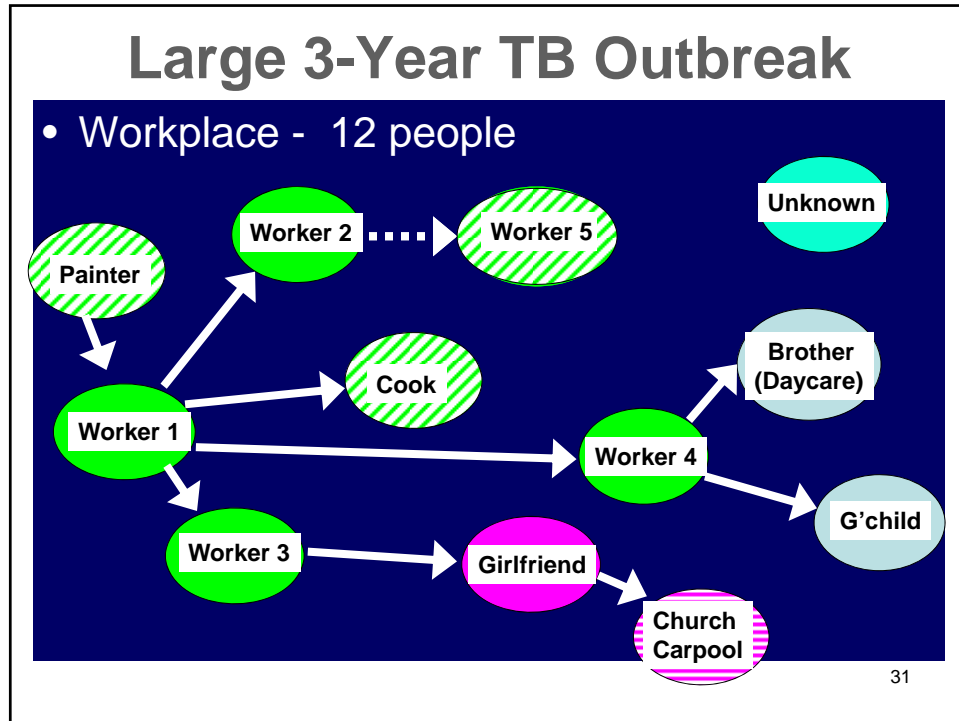 Large 3-Year TB Outbreak
• Workplace - 12 people
Unknown
Worker 2
Worker 5
Painter
Brother
(Daycare)
Cook
Worker 1
Worker 4
G’child
Worker 3
Girlfriend
Church
Carpool
31